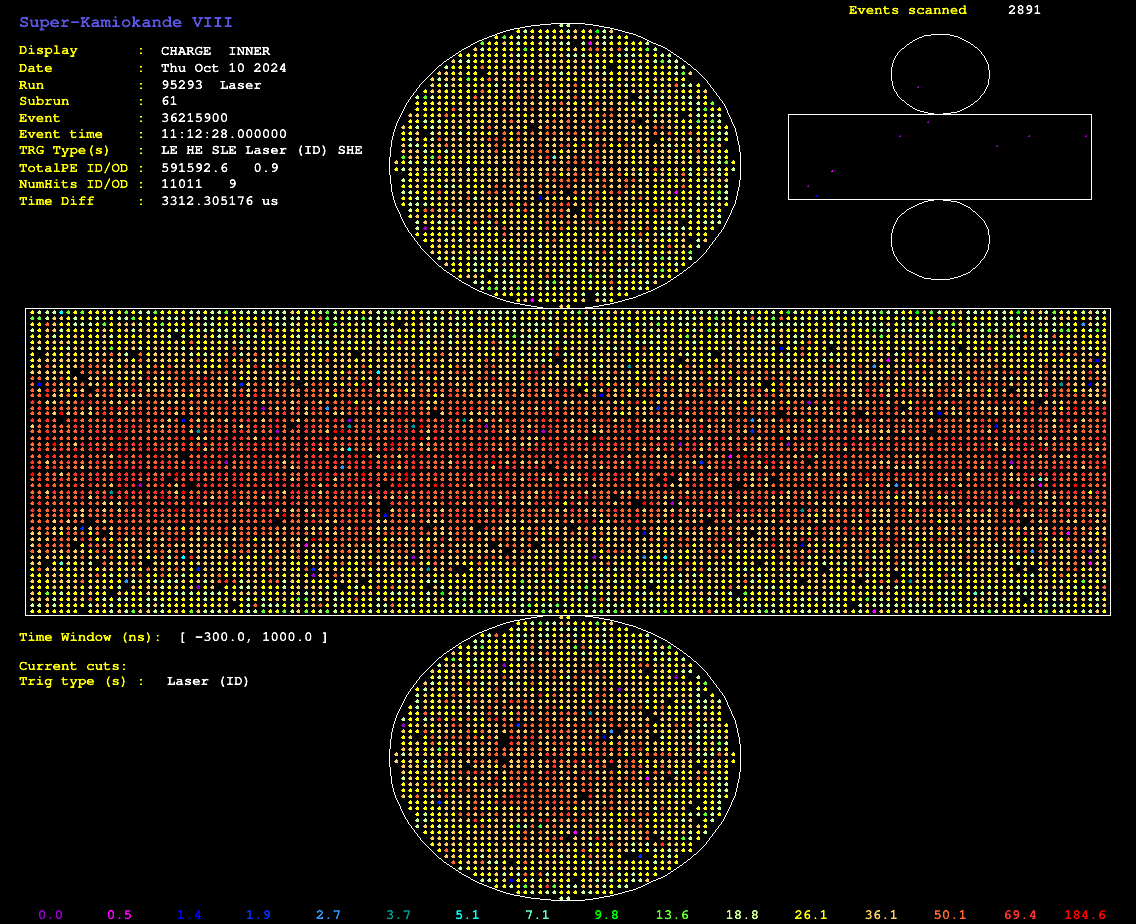 Super-Kamiokande VIII
Events scanned 2891
Display : CHARGE INNER
Date : Thu Oct 10 2024
Run : 95293 Laser
Subrun : 61
Event : 36215900
Event time : 11:12:28.000000
TRG Type(s) : LE HE SLE Laser (ID) SHE
TotalPE ID/OD : 591592.6 0.9
NumHits ID/OD : 11011 9
Time Diff : 3312.305176 us
Time Window (ns): [ -300.0, 1000.0 ]
Current cuts:
Trig type (s) : Laser (ID)
0.0 0.5 1.4 1.9 2.7 3.7 5.1 7.1 9.8 13.6 18.8 26.1 36.1 50.1 69.4 184.6